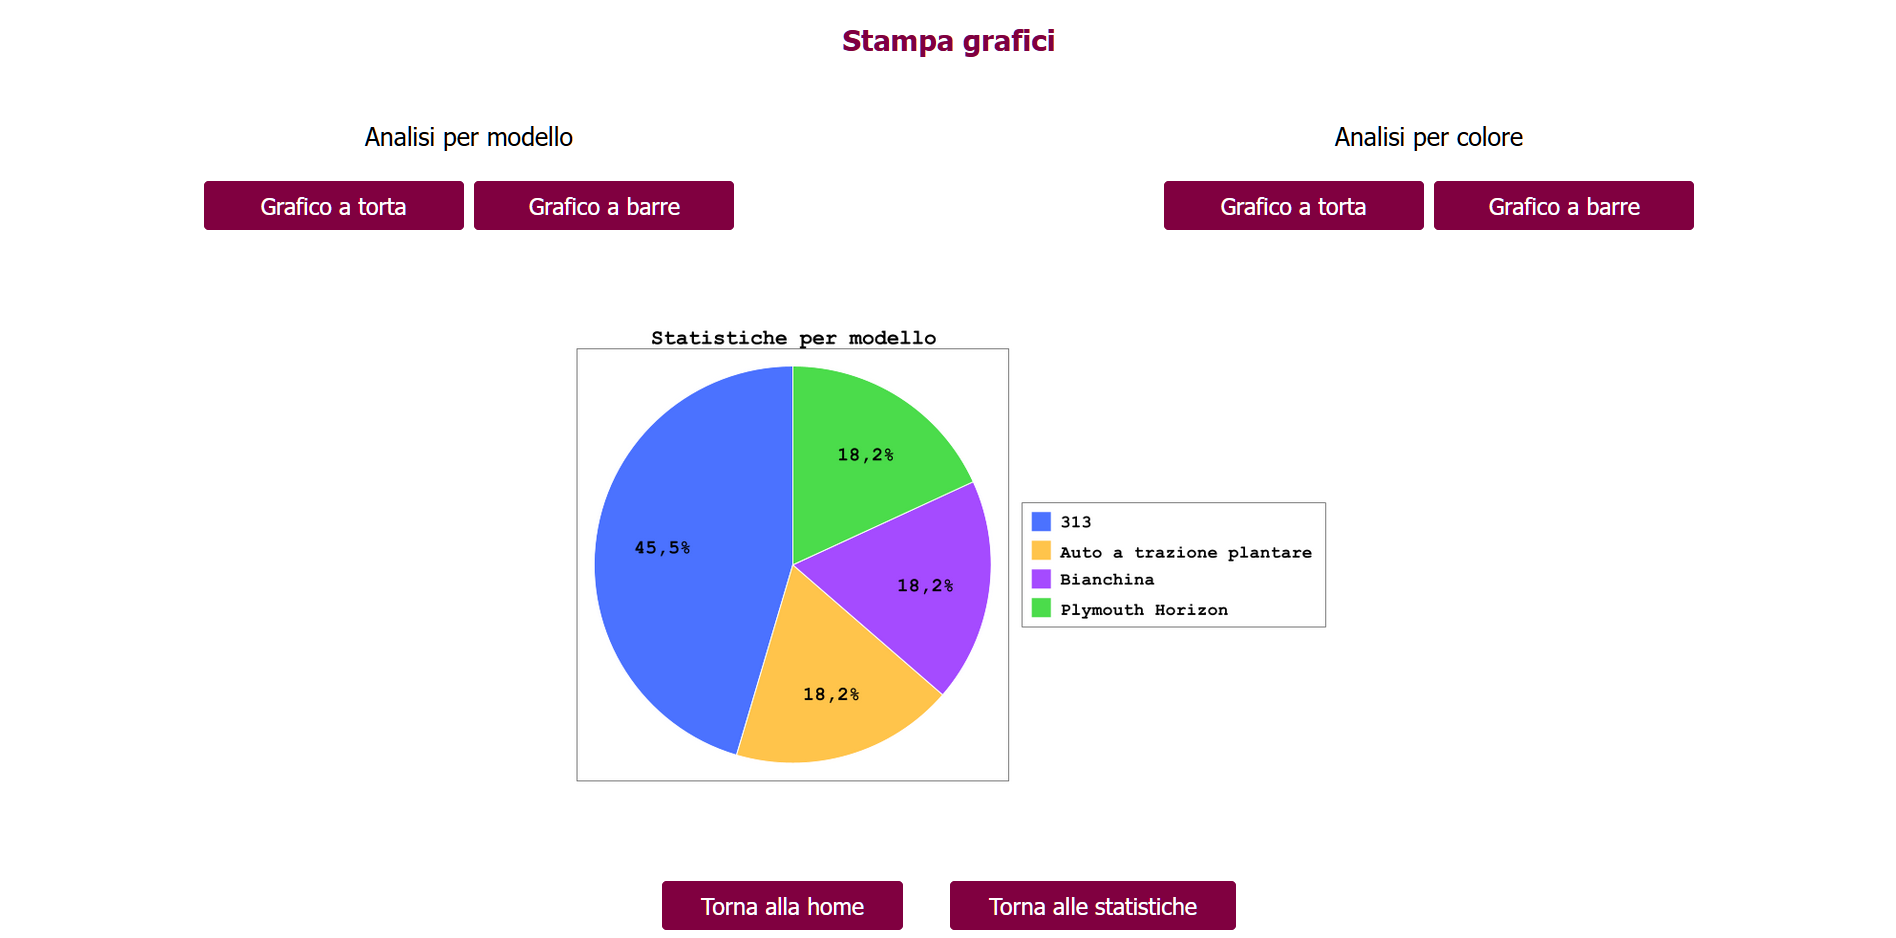 Stampa grafici
Analisi per modello
Grafico a torta
Grafico a barre
Analisi per colore
Grafico a torta
Grafico a barre
Statistiche per modello
18,2%
45,5%
18,2%
18,2%
313
Auto a trazione plantare
Bianchina
Plymouth Horizon
Torna alla home
Torna alle statistiche